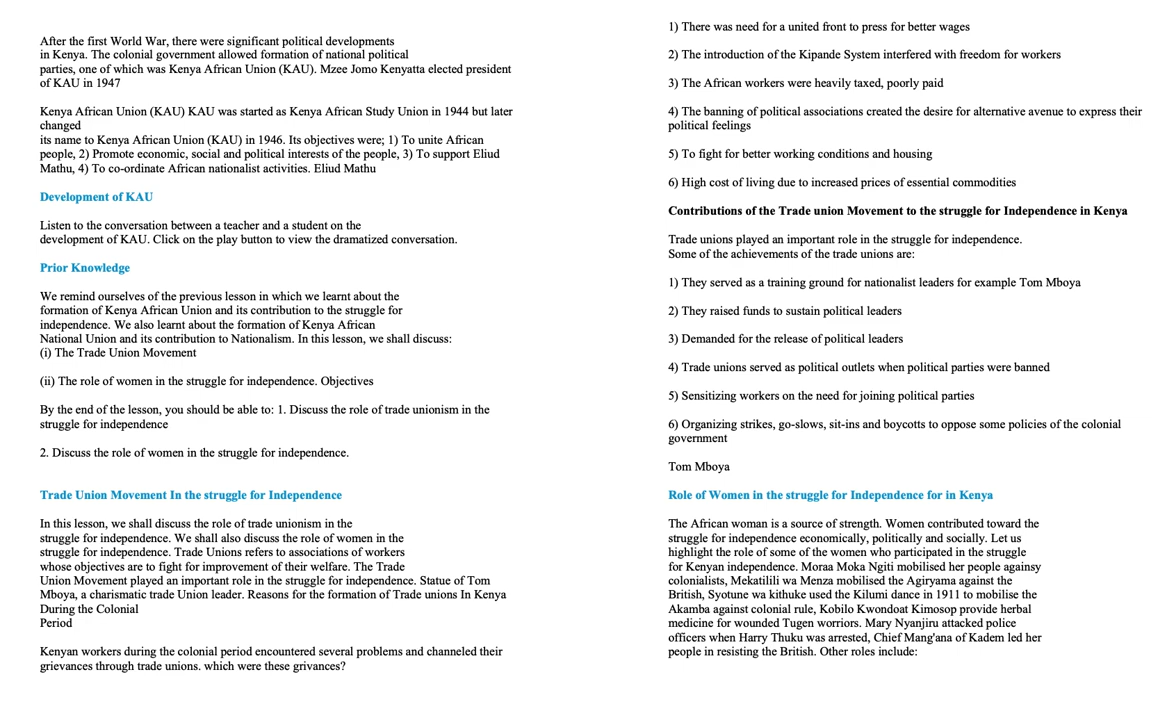 After the first World War, there were significant political developments
in Kenya. The colonial government allowed formation of national political
parties, one of which was Kenya African Union (KAU). Mzee Jomo Kenyatta elected president
of KAU in 1947
Kenya African Union (KAU) KAU was started as Kenya African Study Union in 1944 but later
changed
its name to Kenya African Union (KAU) in 1946. Its objectives were; 1) To unite African
people, 2) Promote economic, social and political interests of the people, 3) To support Eliud
Mathu, 4) To co-ordinate African nationalist activities. Eliud Mathu
Development of KAU
Listen to the conversation between a teacher and a student on the
development of KAU. Click on the play button to view the dramatized conversation.
Prior Knowledge
We remind ourselves of the previous lesson in which we learnt about the
formation of Kenya African Union and its contribution to the struggle for
independence. We also learnt about the formation of Kenya African
National Union and its contribution to Nationalism. In this lesson, we shall discuss:
(i) The Trade Union Movement
(ii) The role of women in the struggle for independence. Objectives
By the end of the lesson, you should be able to: 1. Discuss the role of trade unionism in the
struggle for independence
2. Discuss the role of women in the struggle for independence.
Trade Union Movement In the struggle for Independence
In this lesson, we shall discuss the role of trade unionism in the
struggle for independence. We shall also discuss the role of women in the
struggle for independence. Trade Unions refers to associations of workers
whose objectives are to fight for improvement of their welfare. The Trade
Union Movement played an important role in the struggle for independence. Statue of Tom
Mboya, a charismatic trade Union leader. Reasons for the formation of Trade unions In Kenya
During the Colonial
Period
Kenyan workers during the colonial period encountered several problems and channeled their
grievances through trade unions. which were these grivances?
1) There was need for a united front to press for better wages
2) The introduction of the Kipande System interfered with freedom for workers
3) The African workers were heavily taxed, poorly paid
4) The banning of political associations created the desire for alternative avenue to express their
political feelings
5) To fight for better working conditions and housing
6) High cost of living due to increased prices of essential commodities
Contributions of the Trade union Movement to the struggle for Independence in Kenya
Trade unions played an important role in the struggle for independence.
Some of the achievements of the trade unions are:
1) They served as a training ground for nationalist leaders for example Tom Mboya
2) They raised funds to sustain political leaders
3) Demanded for the release of political leaders
4) Trade unions served as political outlets when political parties were banned
5) Sensitizing workers on the need for joining political parties
6) Organizing strikes, go-slows, sit-ins and boycotts to oppose some policies of the colonial
government
Tom Mboya
Role of Women in the struggle for Independence for in Kenya
The African woman is a source of strength. Women contributed toward the
struggle for independence economically, politically and socially. Let us
highlight the role of some of the women who participated in the struggle
for Kenyan independence. Moraa Moka Ngiti mobilised her people againsy
colonialists, Mekatilili wa Menza mobilised the Agiryama against the
British, Syotune wa kithuke used the Kilumi dance in 1911 to mobilise the
Akamba against colonial rule, Kobilo Kwondoat Kimosop provide herbal
medicine for wounded Tugen worriors. Mary Nyanjiru attacked police
officers when Harry Thuku was arrested, Chief Mang'ana of Kadem led her
people in resisting the British. Other roles include: